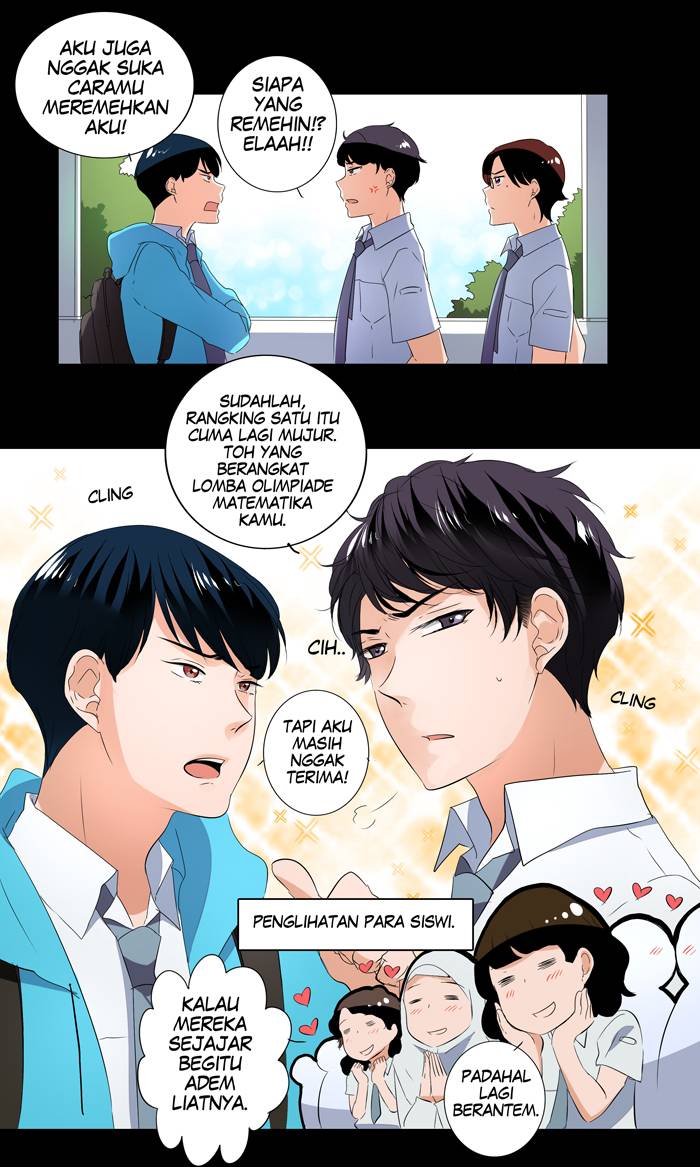 AKU JUGA
NGGAK SUKA
CARAMU
MEREMEHKAN
AKU!
SIAPA
YANG
REMEHIN!?
ELAAH!!
SUDAHLAH,
RANGKING SATU ITU
CUMA LAGI MUJUR.
TOH YANG
BERANGKAT
LOMBA OLIMPIADE
MATEMATIKA
KAMU.
CLING
CIH..
CLING
TAPI AKU
MASIH
NGGAK
TERIMA!
PENGLIHATAN PARA SISWI.
KALAU
MEREKA
SEJAJAR
BEGITU
ADEM
LIATNYA.
PADAHAL
LAGI
BERANTEM.